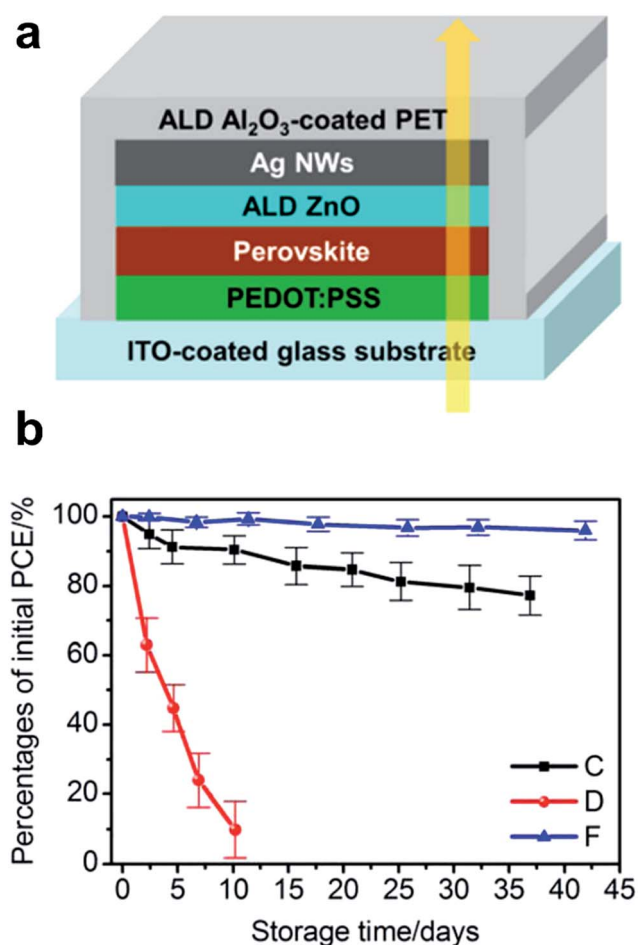 a
ALD Al₂O₃-coated PET
Ag NWs
ALD ZnO
Perovskite
PEDOT:PSS
ITO-coated glass substrate
b
Percentages of initial PCE/%
100
80
60
40
20
0
C
D
F
0 5 10 15 20 25 30 35 40 45
Storage time/days